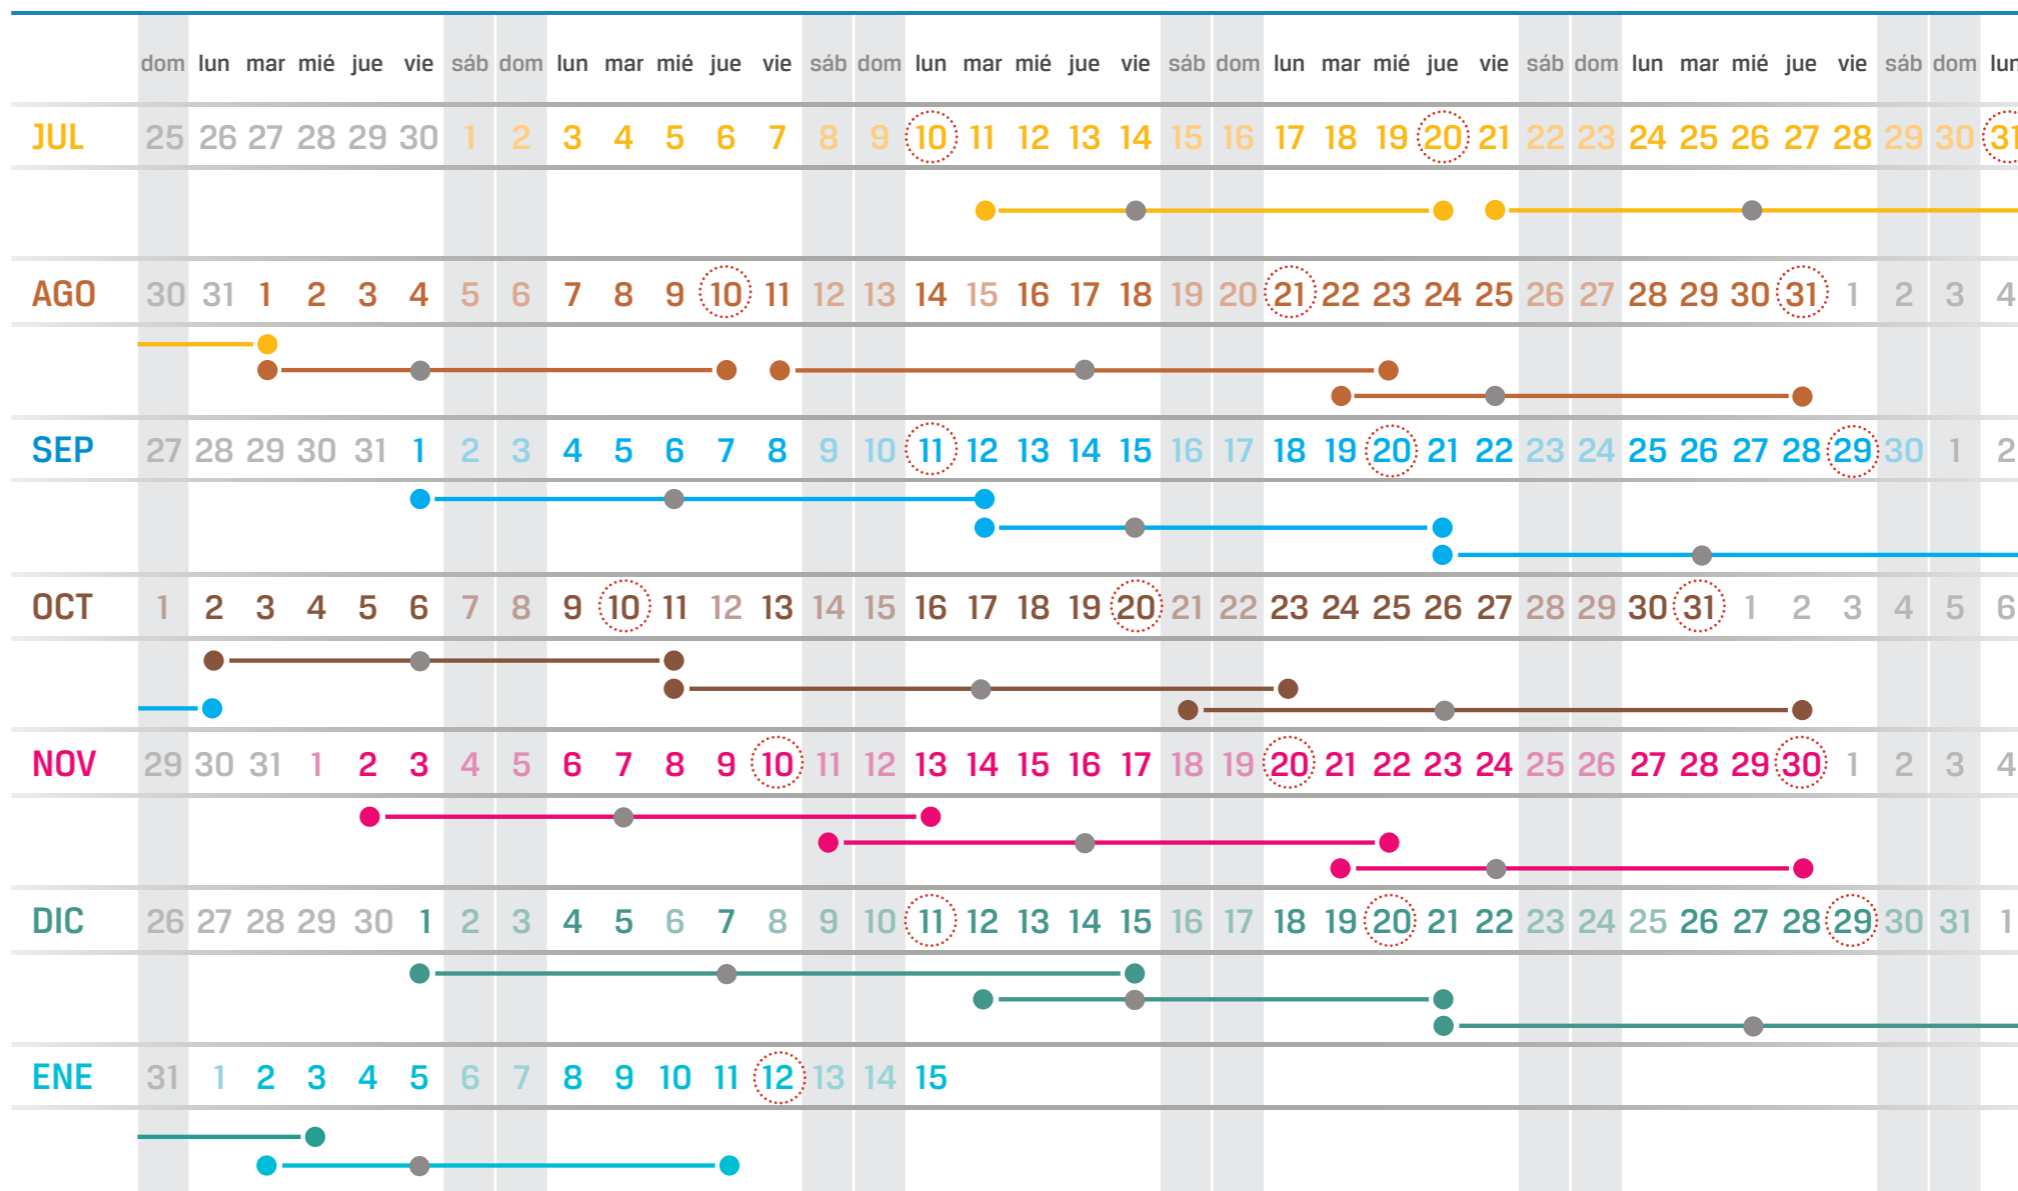 dom lun mar mié jue vie sáb dom lun mar mié jue vie sáb dom lun mar mié jue vie sáb dom lun mar mié jue vie sáb dom lun mar mié jue vie sáb dom lun
JUL 25 26 27 28 29 30 1 2 3 4 5 6 7 8 9 10 11 12 13 14 15 16 17 18 19 20 21 22 23 24 25 26 27 28 29 30 31
AGO 30 31 1 2 3 4 5 6 7 8 9 10 11 12 13 14 15 16 17 18 19 20 21 22 23 24 25 26 27 28 29 30 31 1 2 3 4
SEP 27 28 29 30 31 1 2 3 4 5 6 7 8 9 10 11 12 13 14 15 16 17 18 19 20 21 22 23 24 25 26 27 28 29 30 1 2
OCT 1 2 3 4 5 6 7 8 9 10 11 12 13 14 15 16 17 18 19 20 21 22 23 24 25 26 27 28 29 30 31 1 2 3 4 5 6
NOV 29 30 31 1 2 3 4 5 6 7 8 9 10 11 12 13 14 15 16 17 18 19 20 21 22 23 24 25 26 27 28 29 30 1 2 3 4
DIC 26 27 28 29 30 1 2 3 4 5 6 7 8 9 10 11 12 13 14 15 16 17 18 19 20 21 22 23 24 25 26 27 28 29 30 31 1
ENE 31 1 2 3 4 5 6 7 8 9 10 11 12 13 14 15